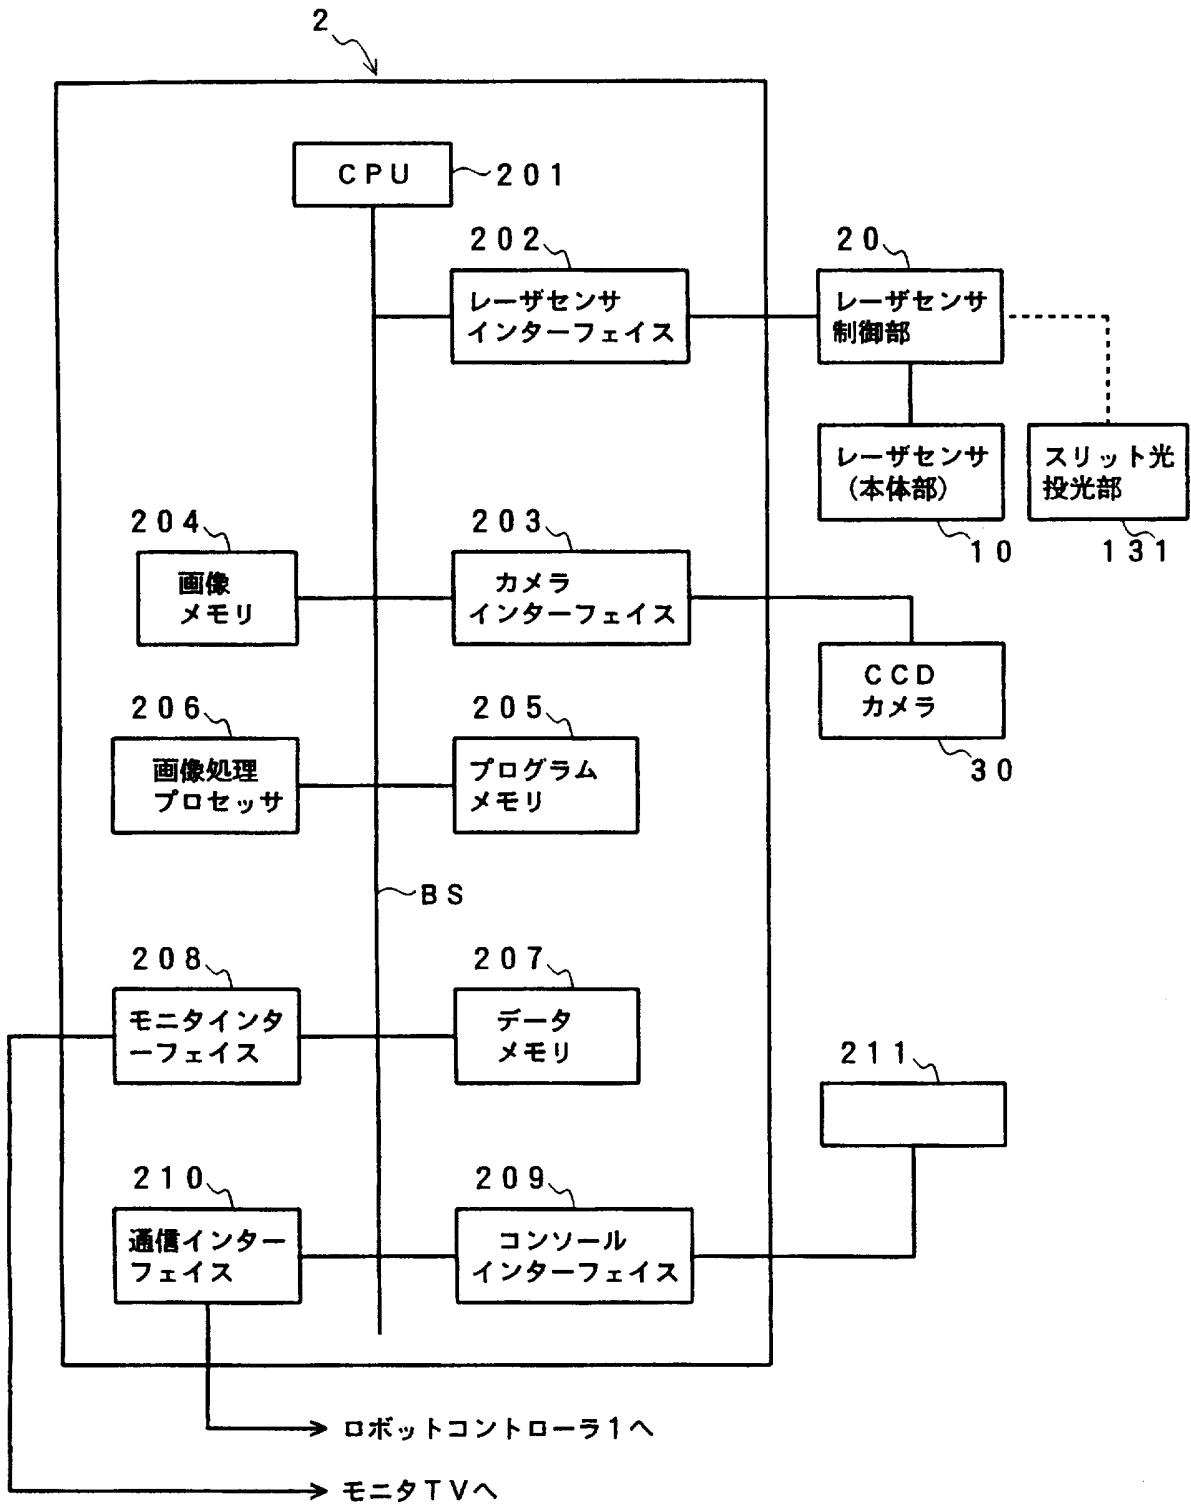 2
CPU
201
202
20
レーザセンサ
インターフェイス
レーザセンサ
制御部
レーザセンサ
(本体部)
スリット光
投光部
10
131
204
203
画像
メモリ
カメラ
インターフェイス
CCD
カメラ
30
206
205
画像処理
プロセッサ
プログラム
メモリ
BS
208
207
モニタインタ
ーフェイス
データ
メモリ
211
210
209
通信インター
フェイス
コンソール
インターフェイス
ロボットコントローラ1へ
モニタTVへ